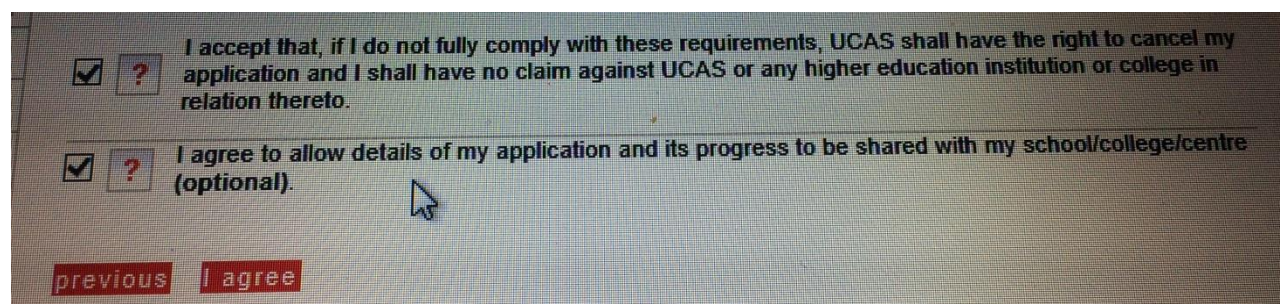 I accept that, if I do not fully comply with these requirements, UCAS shall have the right to cancel my
? application and I shall have no claim against UCAS or any higher education institution or college in
relation thereto.
? I agree to allow details of my application and its progress to be shared with my school/college/centre
(optional).
previous I agree